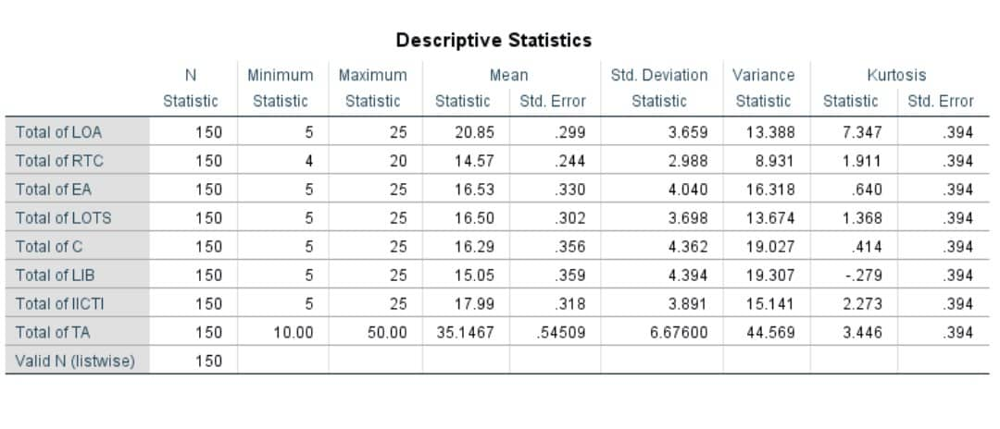 Descriptive Statistics
N Minimum Maximum Mean Std. Deviation Variance Kurtosis
Statistic Statistic Statistic Statistic Std. Error Statistic Statistic Statistic Std. Error
Total of LOA 150 5 25 20.85 .299 3.659 13.388 7.347 .394
Total of RTC 150 4 20 14.57 .244 2.988 8.931 1.911 .394
Total of EA 150 5 25 16.53 .330 4.040 16.318 .640 .394
Total of LOTS 150 5 25 16.50 .302 3.698 13.674 1.368 .394
Total of C 150 5 25 16.29 .356 4.362 19.027 .414 .394
Total of LIB 150 5 25 15.05 .359 4.394 19.307 -.279 .394
Total of IICTI 150 5 25 17.99 .318 3.891 15.141 2.273 .394
Total of TA 150 10.00 50.00 35.1467 .54509 6.67600 44.569 3.446 .394
Valid N (listwise) 150